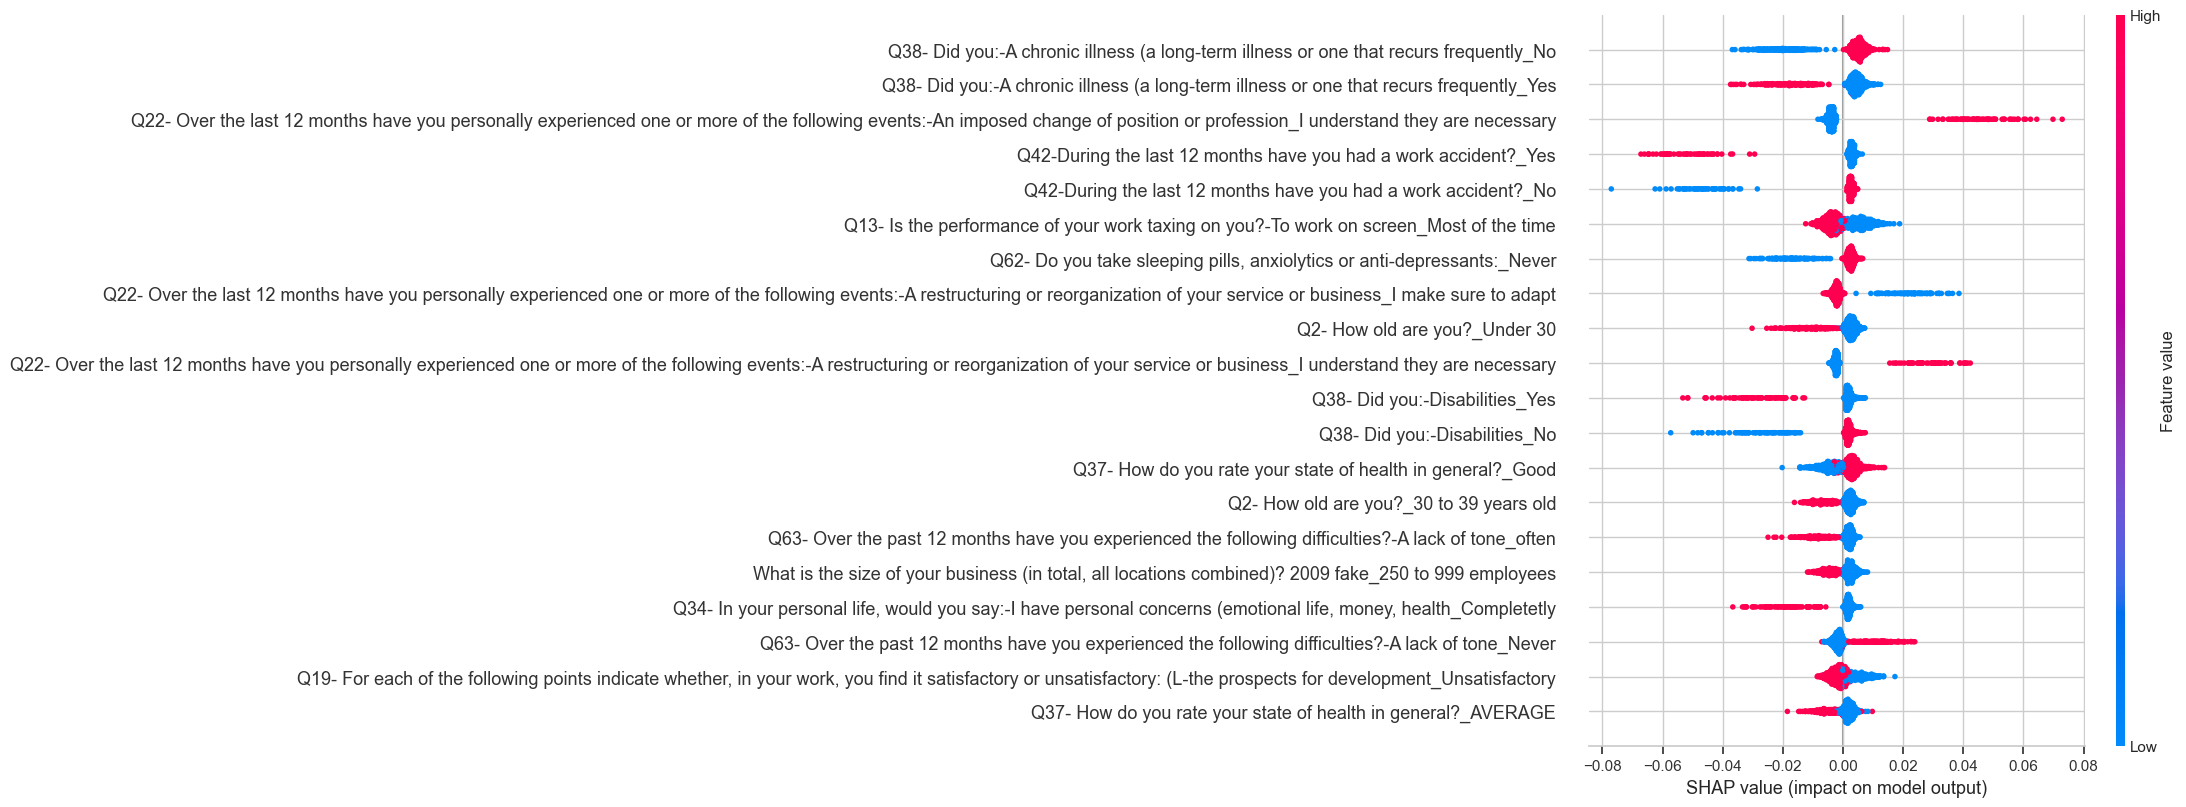 High
Q38- Did you:-A chronic illness (a long-term illness or one that recurs frequently_No
Q38- Did you:-A chronic illness (a long-term illness or one that recurs frequently_Yes
Q22- Over the last 12 months have you personally experienced one or more of the following events:-An imposed change of position or profession_I understand they are necessary
Q42-During the last 12 months have you had a work accident?_Yes
Q42-During the last 12 months have you had a work accident?_No
Q13- Is the performance of your work taxing on you?-To work on screen_Most of the time
Q62- Do you take sleeping pills, anxiolytics or anti-depressants:_Never
Q22- Over the last 12 months have you personally experienced one or more of the following events:-A restructuring or reorganization of your service or business_I make sure to adapt
Q2- How old are you?_Under 30
Q22- Over the last 12 months have you personally experienced one or more of the following events:-A restructuring or reorganization of your service or business_I understand they are necessary
Q38- Did you:-Disabilities_Yes
Q38- Did you:-Disabilities_No
Q37- How do you rate your state of health in general?_Good
Q2- How old are you?_30 to 39 years old
Q63- Over the past 12 months have you experienced the following difficulties?-A lack of tone_often
What is the size of your business (in total, all locations combined)? 2009 fake_250 to 999 employees
Q34- In your personal life, would you say:-I have personal concerns (emotional life, money, health_Completetly
Q63- Over the past 12 months have you experienced the following difficulties?-A lack of tone_Never
Q19- For each of the following points indicate whether, in your work, you find it satisfactory or unsatisfactory: (L-the prospects for development_Unsatisfactory
Q37- How do you rate your state of health in general?_AVERAGE
Feature value
Low
−0.08 −0.06 −0.04 −0.02 0.00 0.02 0.04 0.06 0.08
SHAP value (impact on model output)